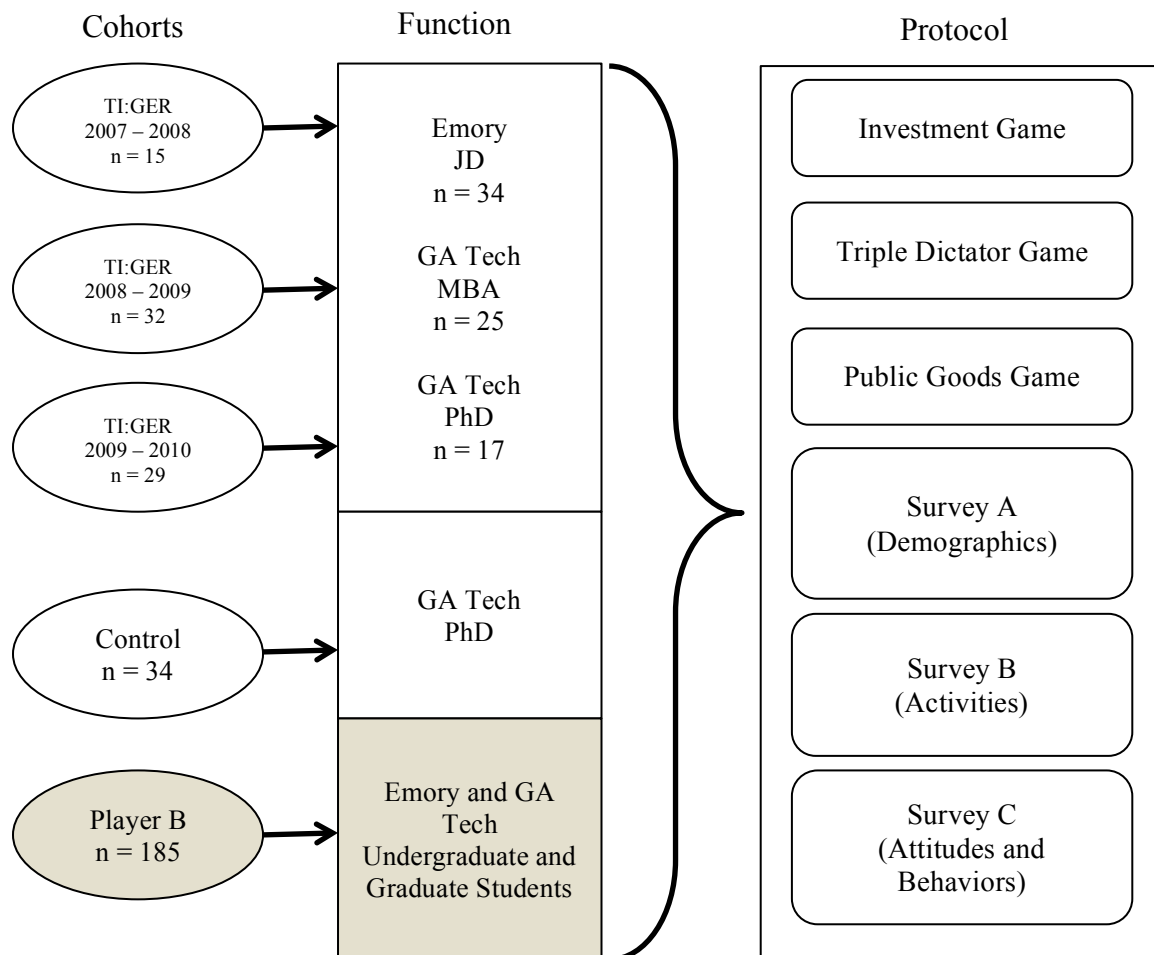 Cohorts
Function
Protocol
TI:GER
2007 – 2008
n = 15
TI:GER
2008 – 2009
n = 32
TI:GER
2009 – 2010
n = 29
Control
n = 34
Player B
n = 185
Emory
JD
n = 34
GA Tech
MBA
n = 25
GA Tech
PhD
n = 17
GA Tech
PhD
Emory and GA
Tech
Undergraduate and
Graduate Students
Investment Game
Triple Dictator Game
Public Goods Game
Survey A
(Demographics)
Survey B
(Activities)
Survey C
(Attitudes and
Behaviors)